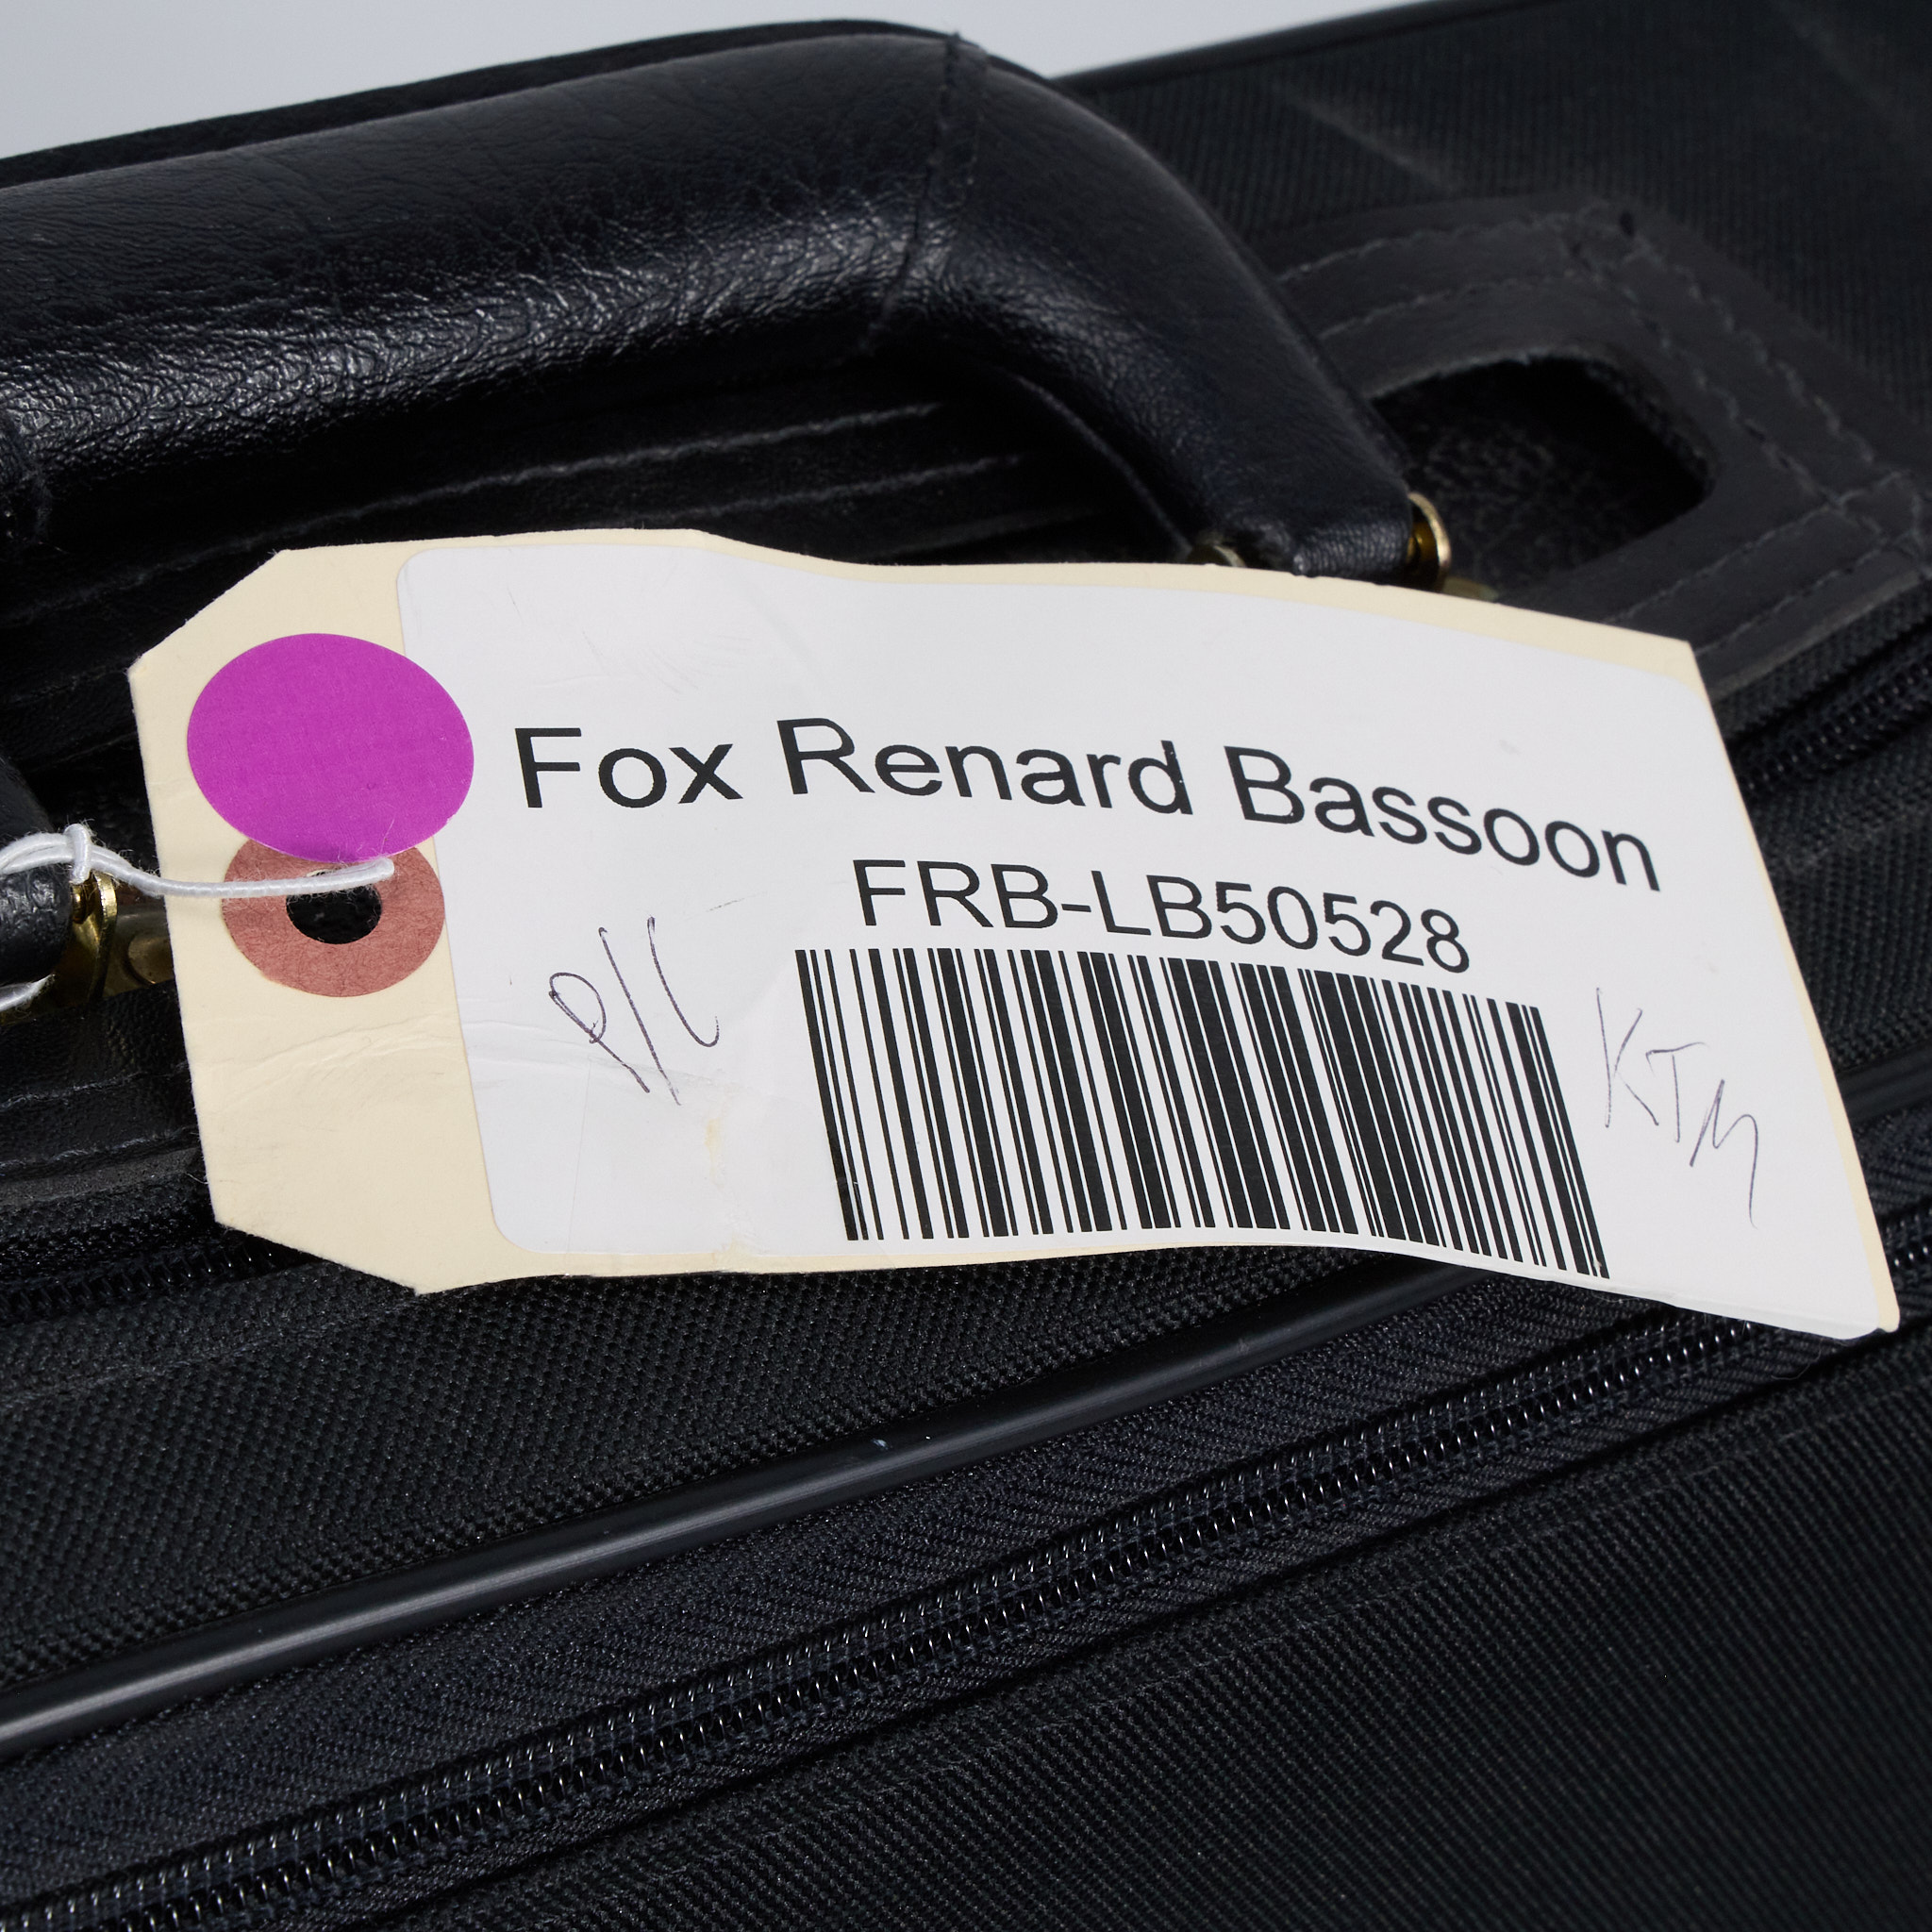 Fox Renard Bassoon
FRB-LB50528
KTM